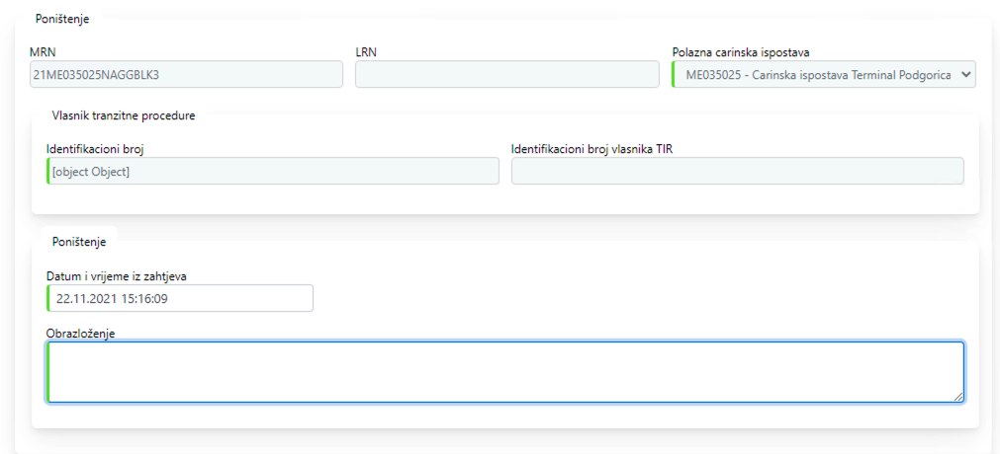 Poništenje
MRN LRN Polazna carinska ispostava
21ME035025NAGGBLK3 ME035025 - Carinska ispostava Terminal Podgorica
Vlasnik tranzitne procedure
Identifikacioni broj Identifikacioni broj vlasnika TIR
[object Object]
Poništenje
Datum i vrijeme iz zahtjeva
22.11.2021 15:16:09
Obrazloženje